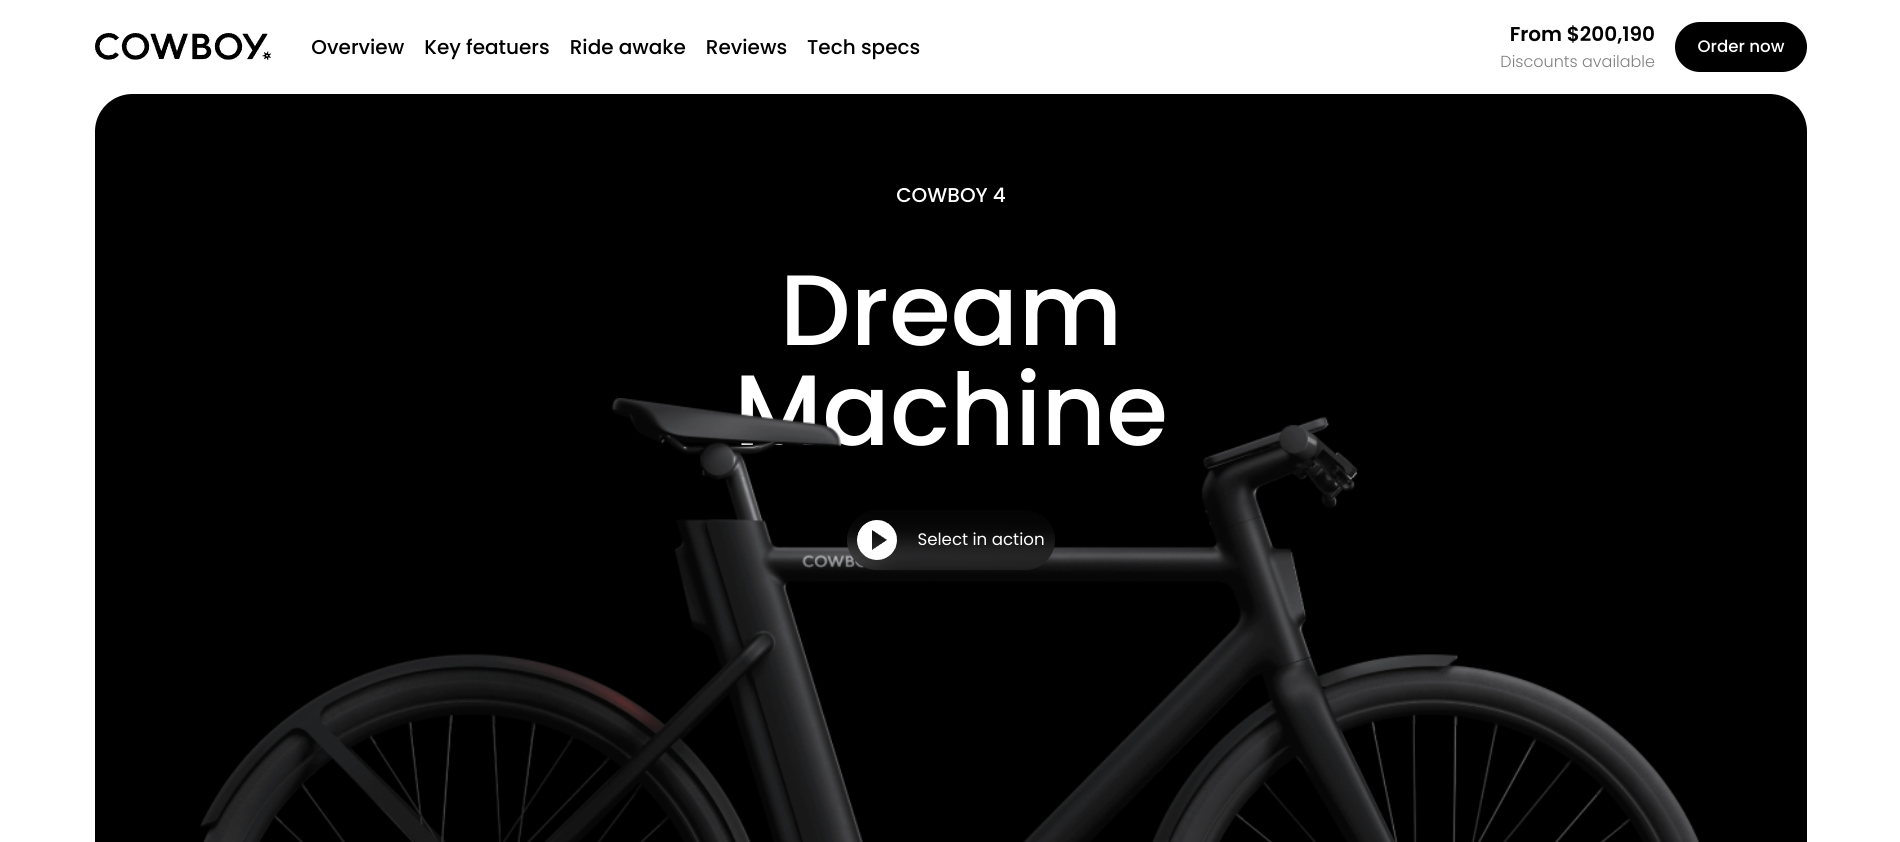 COWBOY
Overview Key featuers Ride awake Reviews Tech specs
From $200,190
Discounts available
Order now
COWBOY 4
Dream
Machine
Select in action